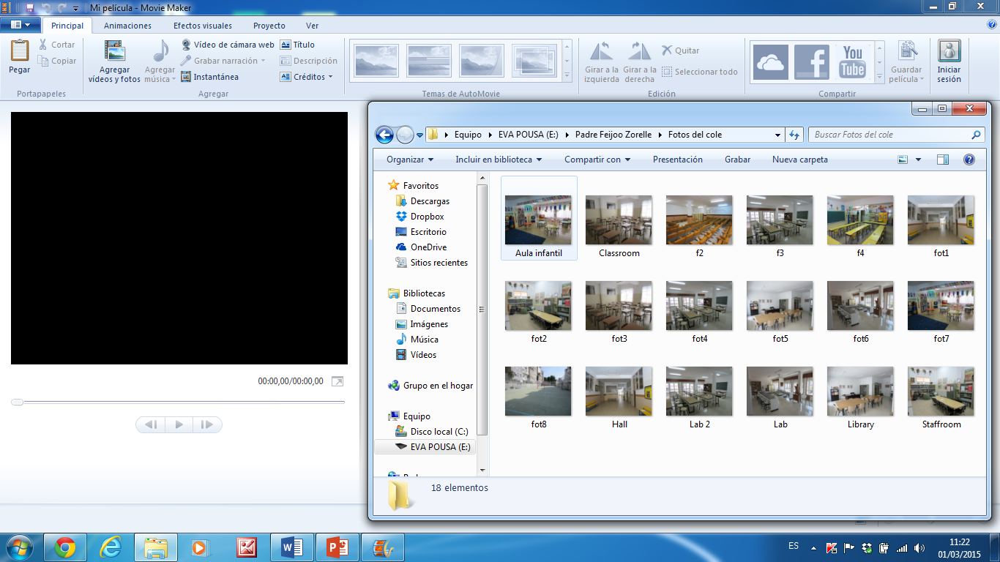 Mi película - Movie Maker
Principal Animaciones Efectos visuales Proyecto Ver
Pegar
Cortar
Copiar
Portapapeles
Agregar
vídeos y fotos
Agregar
música
Vídeo de cámara web
Grabar narración
Instantánea
Título
Descripción
Créditos
Agregar
Temas de AutoMovie
Girar a la
izquierda
Girar a la
derecha
Quitar
Seleccionar todo
Edición
You
Tube
Compartir
Guardar
película
Iniciar
sesión
00:00,00/00:00,00
Equipo EVA POUSA (E:) Padre Feijoo Zorelle Fotos del cole
Buscar Fotos del cole
Organizar Incluir en biblioteca Compartir con Presentación Grabar Nueva carpeta
Favoritos
Descargas
Dropbox
Escritorio
OneDrive
Sitios recientes
Bibliotecas
Documentos
Imágenes
Música
Vídeos
Grupo en el hogar
Equipo
Disco local (C:)
EVA POUSA (E:)
Aula infantil Classroom f2 f3 f4 fot1
fot2 fot3 fot4 fot5 fot6 fot7
fot8 Hall Lab 2 Lab Library Staffroom
18 elementos
ES
11:22
01/03/2015